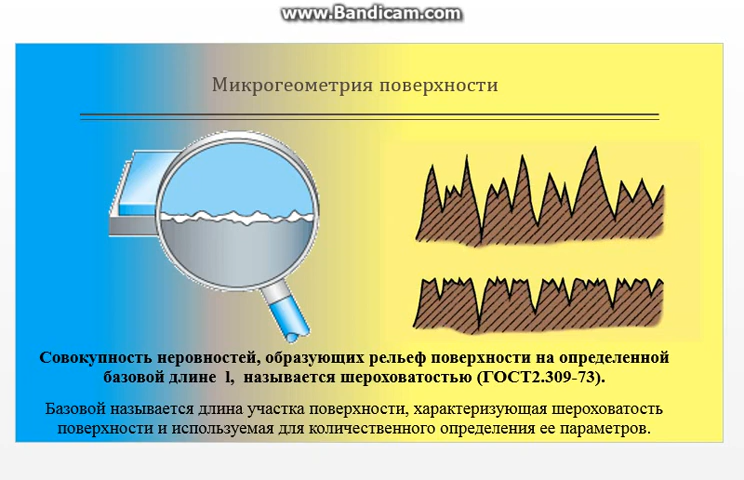 www.Bandicam.com
Микрогеометрия поверхности
Совокупность неровностей, образующих рельеф поверхности на определенной
базовой длине l, называется шероховатостью (ГОСТ2.309-73).
Базовой называется длина участка поверхности, характеризующая шероховатость
поверхности и используемая для количественного определения ее параметров.